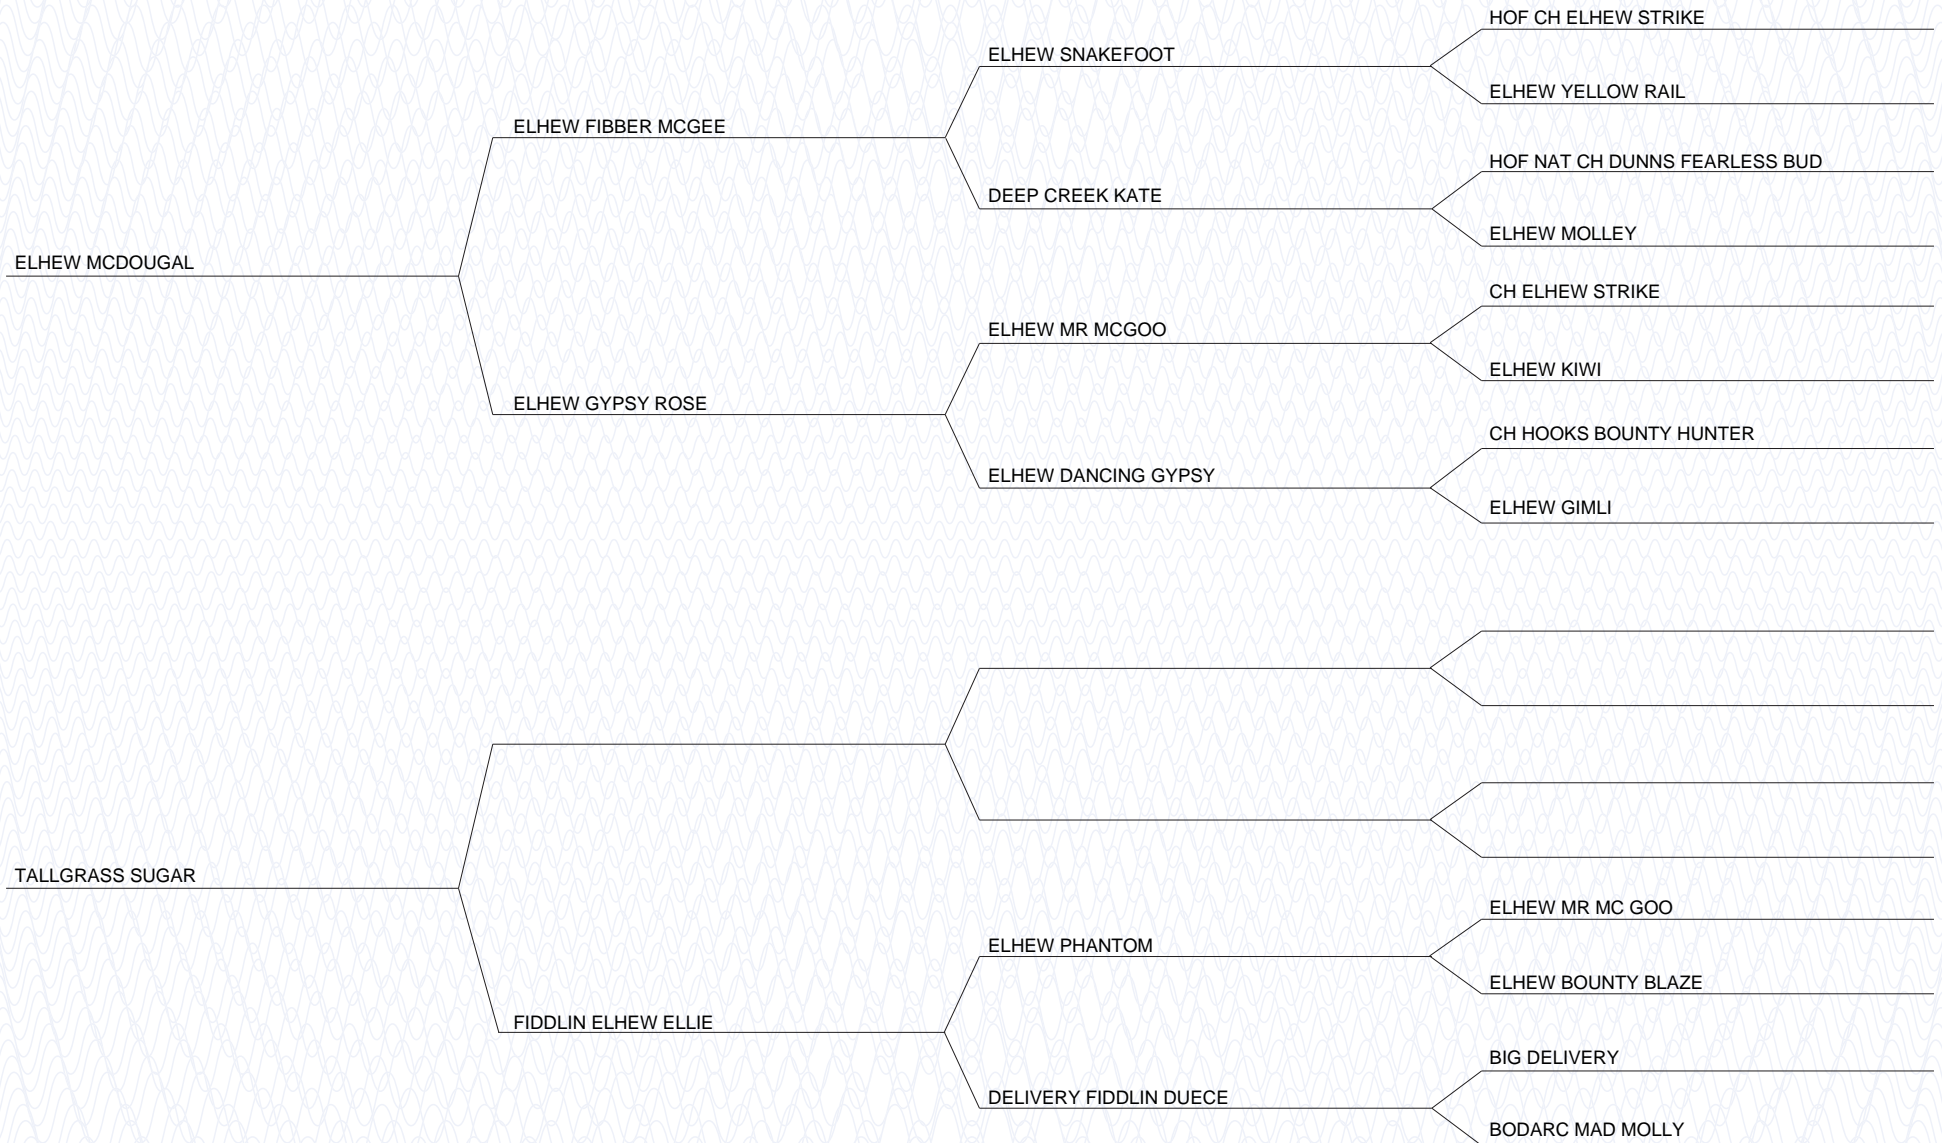 HOF CH ELHEW STRIKE
ELHEW SNAKEFOOT
ELHEW YELLOW RAIL
ELHEW FIBBER MCGEE
HOF NAT CH DUNNS FEARLESS BUD
DEEP CREEK KATE
ELHEW MOLLEY
ELHEW MCDOUGAL
CH ELHEW STRIKE
ELHEW MR MCGOO
ELHEW KIWI
ELHEW GYPSY ROSE
CH HOOKS BOUNTY HUNTER
ELHEW DANCING GYPSY
ELHEW GIMLI
TALLGRASS SUGAR
ELHEW MR MC GOO
ELHEW PHANTOM
ELHEW BOUNTY BLAZE
FIDDLIN ELHEW ELLIE
BIG DELIVERY
DELIVERY FIDDLIN DUECE
BODARC MAD MOLLY